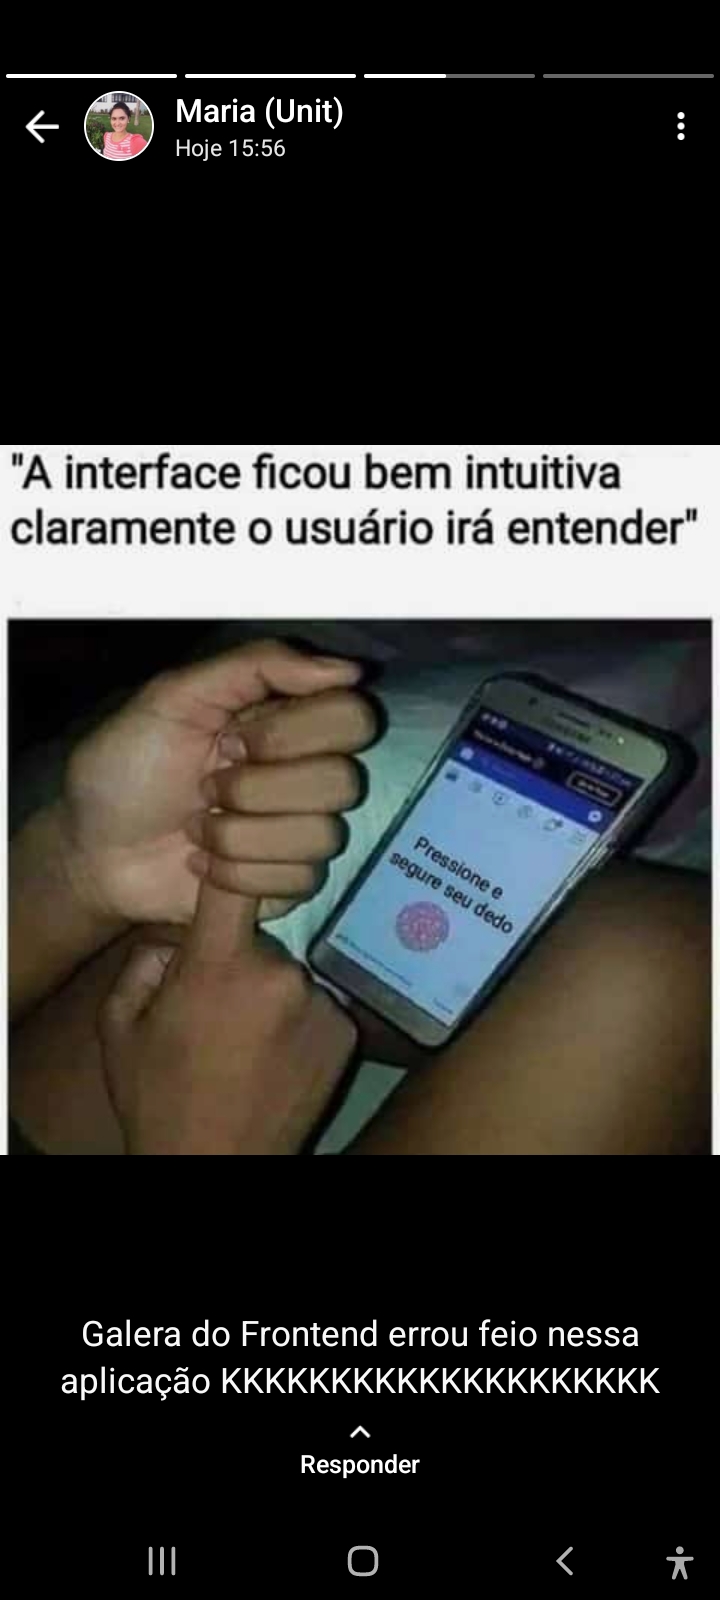 Maria (Unit)
Hoje 15:56
"A interface ficou bem intuitiva
claramente o usuário irá entender"
Pressione e
segure seu dedo
Galera do Frontend errou feio nessa
aplicação KKKKKKKKKKKKKKKKKKKK
Responder